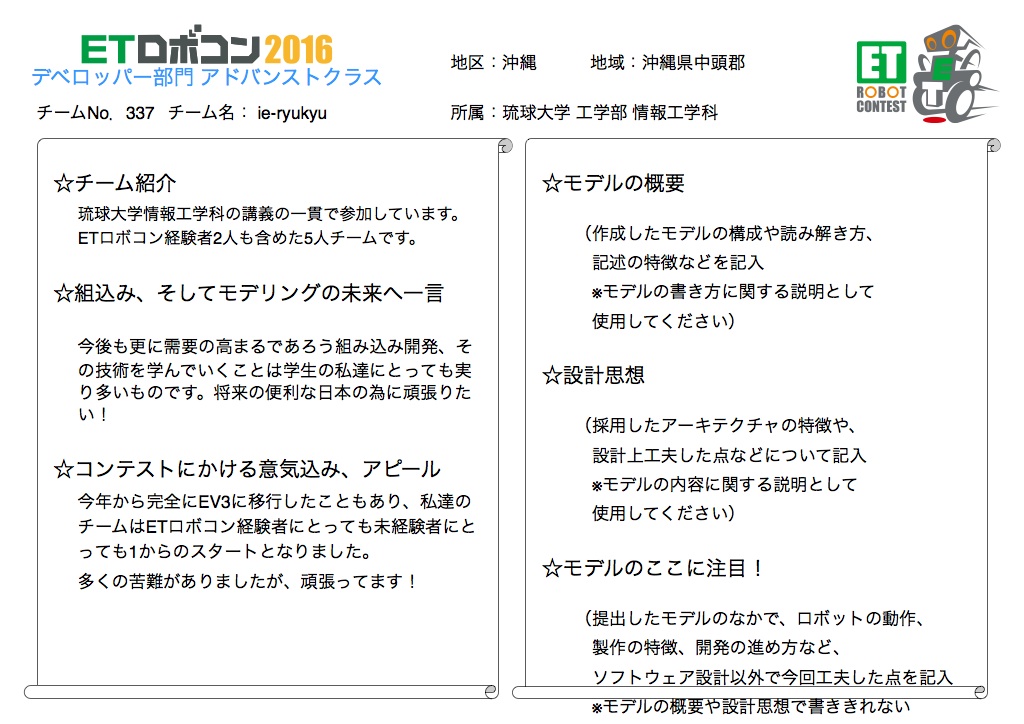 ETロボコン2016
デベロッパー部門 アドバンストクラス
地区：沖縄 地域：沖縄県中頭郡
チームNo．337 チーム名： ie-ryukyu
所属：琉球大学 工学部 情報工学科
ET
ROBOT
CONTEST
☆チーム紹介
琉球大学情報工学科の講義の一貫で参加しています。
ETロボコン経験者2人も含めた5人チームです。
☆組込み、そしてモデリングの未来へ一言
今後も更に需要の高まるであろう組み込み開発、そ
の技術を学んでいくことは学生の私達にとっても実
り多いものです。将来の便利な日本の為に頑張りた
い！
☆コンテストにかける意気込み、アピール
今年から完全にEV3に移行したこともあり、私達の
チームはETロボコン経験者にとっても未経験者にと
っても1からのスタートとなりました。
多くの苦難がありましたが、頑張ってます！
☆モデルの概要
（作成したモデルの構成や読み解き方、
記述の特徴などを記入
※モデルの書き方に関する説明として
使用してください）
☆設計思想
（採用したアーキテクチャの特徴や、
設計上工夫した点などについて記入
※モデルの内容に関する説明として
使用してください）
☆モデルのここに注目！
（提出したモデルのなかで、ロボットの動作、
製作の特徴、開発の進め方など、
ソフトウェア設計以外で今回工夫した点を記入
※モデルの概要や設計思想で書ききれない